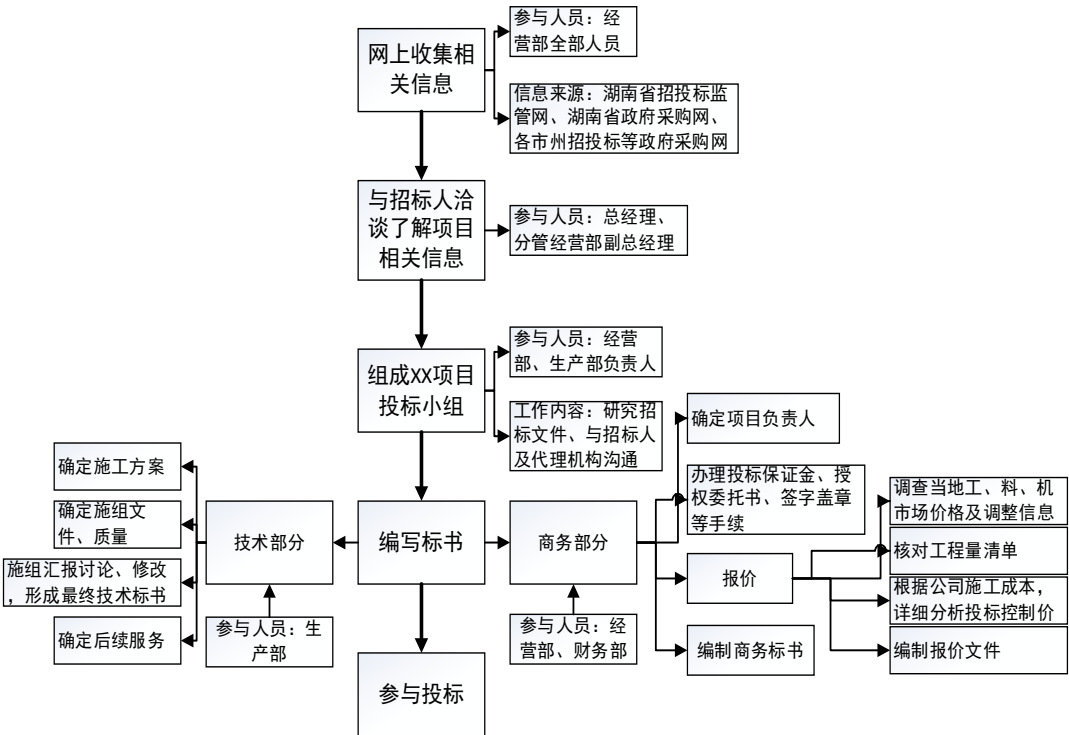 参与人员：经
营部全部人员
网上收集相
关信息
信息来源：湖南省招投标监
管网、湖南省政府采购网、
各市州招投标等政府采购网
与招标人洽
谈了解项目
相关信息
参与人员：总经理、
分管经营部副总经理
组成XX项目
投标小组
参与人员：经营
部、生产部负责人
工作内容：研究招
标文件、与招标人
及代理机构沟通
确定项目负责人
确定施工方案
办理投标保证金、授
权委托书、签字盖章
等手续
调查当地工、料、机
市场价格及调整信息
确定施组文
件、质量
技术部分
编写标书
商务部分
核对工程量清单
施组汇报讨论、修改
，形成最终技术标书
报价
根据公司施工成本，
详细分析投标控制价
确定后续服务
参与人员：生
产部
参与人员：经
营部、财务部
编制商务标书
编制报价文件
参与投标